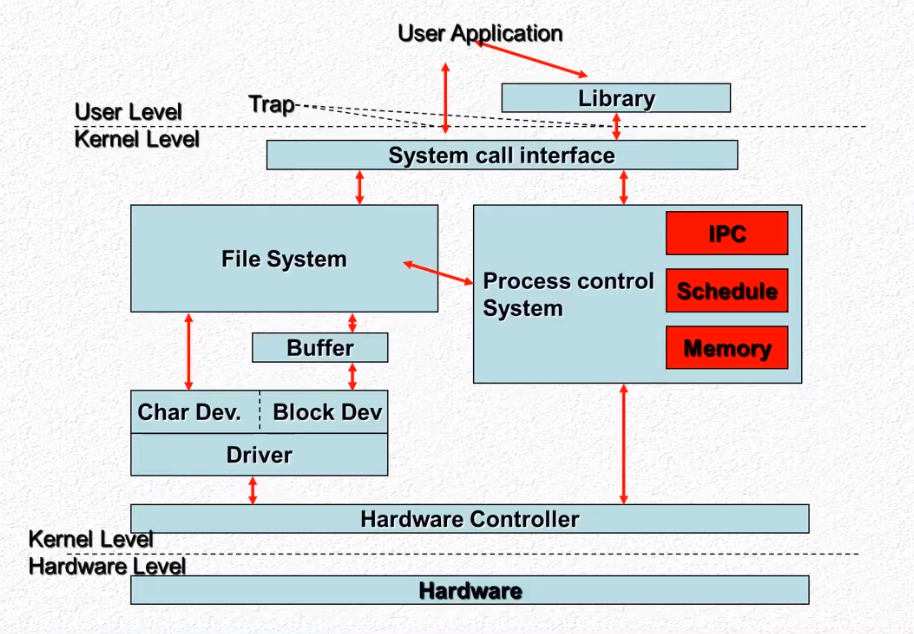 User Application
Library
Trap
User Level
Kernel Level
System call interface
File System
Process control
System
IPC
Schedule
Memory
Buffer
Char Dev.
Block Dev
Driver
Hardware Controller
Kernel Level
Hardware Level
Hardware